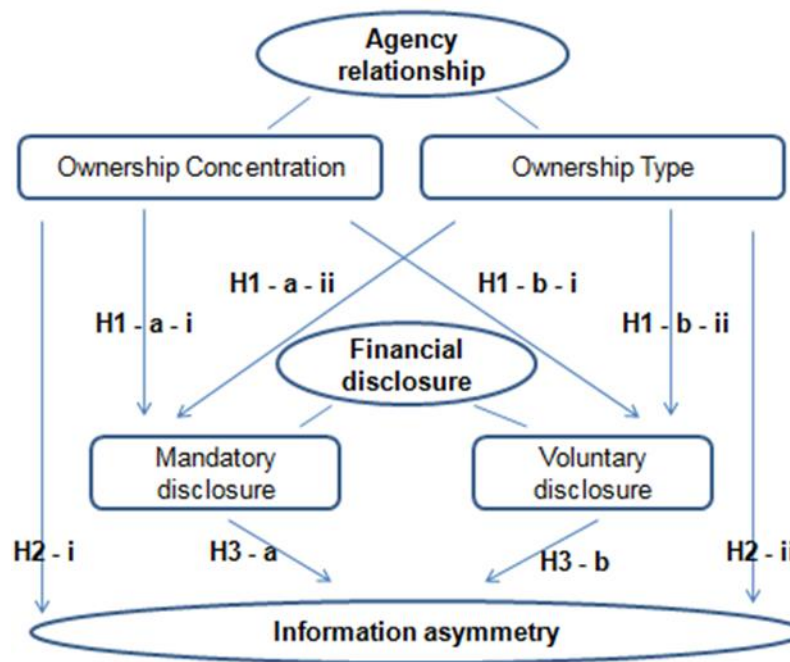 Agency
relationship
Ownership Concentration
Ownership Type
H1 - a - ii
H1 - b - i
H1 - a - i
H1 - b - ii
Financial
disclosure
Mandatory
disclosure
Voluntary
disclosure
H2 - i
H3 - a
H3 - b
H2 - ii
Information asymmetry